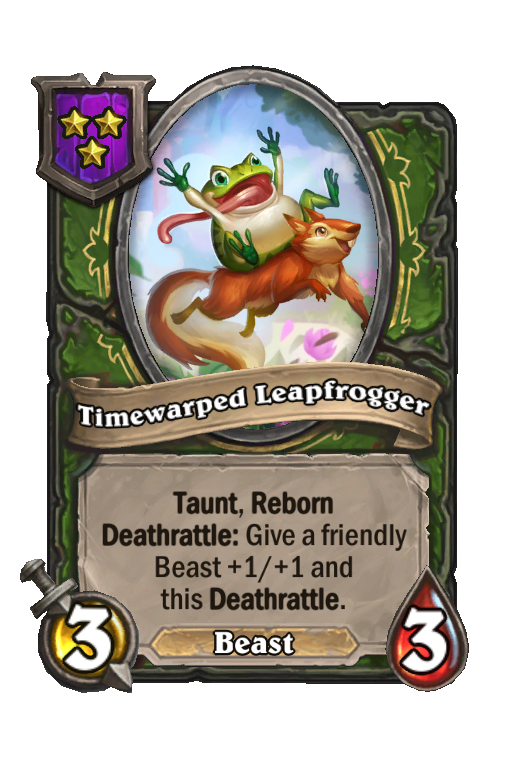 Timewarped Leapfrogger
Taunt, Reborn
Deathrattle: Give a friendly
Beast +1/+1 and
this Deathrattle.
3
Beast
3